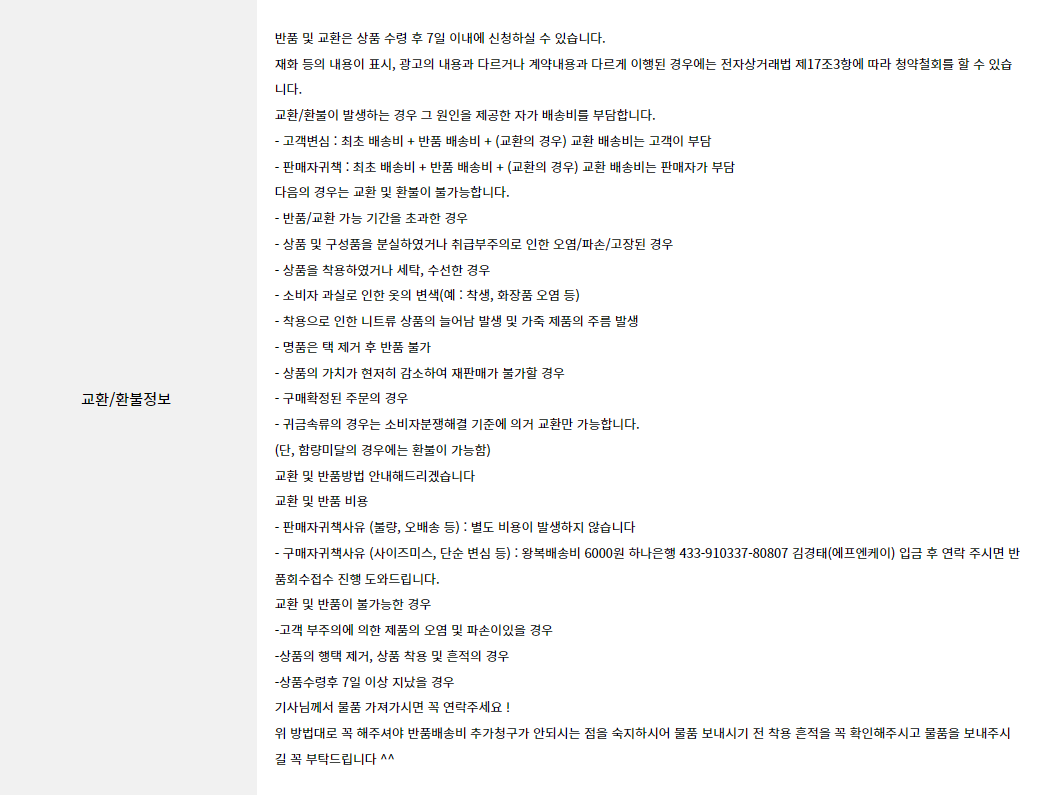 반품 및 교환은 상품 수령 후 7일 이내에 신청하실 수 있습니다.
재화 등의 내용이 표시, 광고의 내용과 다르거나 계약내용과 다르게 이행된 경우에는 전자상거래법 제17조3항에 따라 청약철회를 할 수 있습
니다.
교환/환불이 발생하는 경우 그 원인을 제공한 자가 배송비를 부담합니다.
- 고객변심 : 최초 배송비 + 반품 배송비 + (교환의 경우) 교환 배송비는 고객이 부담
- 판매자귀책 : 최초 배송비 + 반품 배송비 + (교환의 경우) 교환 배송비는 판매자가 부담
다음의 경우는 교환 및 환불이 불가능합니다.
- 반품/교환 가능 기간을 초과한 경우
- 상품 및 구성품을 분실하였거나 취급부주의로 인한 오염/파손/고장된 경우
- 상품을 착용하였거나 세탁, 수선한 경우
- 소비자 과실로 인한 옷의 변색(예 : 착생, 화장품 오염 등)
- 착용으로 인한 니트류 상품의 늘어남 발생 및 가죽 제품의 주름 발생
- 명품은 택 제거 후 반품 불가
- 상품의 가치가 현저히 감소하여 재판매가 불가할 경우
교환/환불정보
- 구매확정된 주문의 경우
- 귀금속류의 경우는 소비자분쟁해결 기준에 의거 교환만 가능합니다.
(단, 함량미달의 경우에는 환불이 가능함)
교환 및 반품방법 안내해드리겠습니다
교환 및 반품 비용
- 판매자귀책사유 (불량, 오배송 등) : 별도 비용이 발생하지 않습니다
- 구매자귀책사유 (사이즈미스, 단순 변심 등) : 왕복배송비 6000원 하나은행 433-910337-80807 김경태(에프엔케이) 입금 후 연락 주시면 반
품회수접수 진행 도와드립니다.
교환 및 반품이 불가능한 경우
-고객 부주의에 의한 제품의 오염 및 파손이있을 경우
-상품의 행택 제거, 상품 착용 및 흔적의 경우
-상품수령후 7일 이상 지났을 경우
기사님께서 물품 가져가시면 꼭 연락주세요 !
위 방법대로 꼭 해주셔야 반품배송비 추가청구가 안되시는 점을 숙지하시어 물품 보내시기 전 착용 흔적을 꼭 확인해주시고 물품을 보내주시
길 꼭 부탁드립니다 ^^